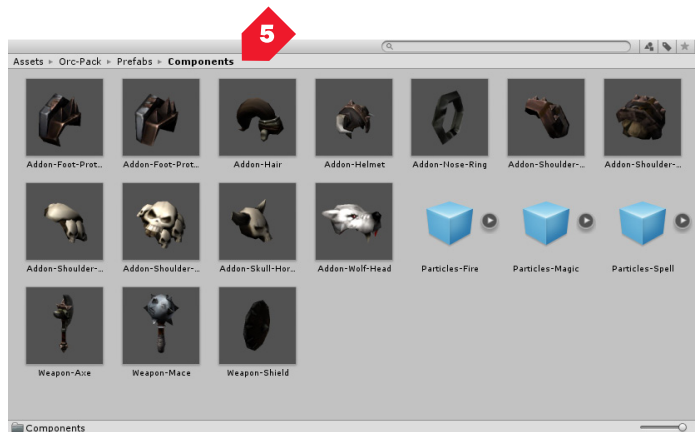 5
Assets ▸ Orc-Pack ▸ Prefabs ▸ Components
Addon-Foot-Prot... Addon-Foot-Prot... Addon-Hair Addon-Helmet Addon-Nose-Ring Addon-Shoulder-... Addon-Shoulder-...
Addon-Shoulder-... Addon-Shoulder-... Addon-Skull-Hor... Addon-Wolf-Head Particles-Fire Particles-Magic Particles-Spell
Weapon-Axe Weapon-Mace Weapon-Shield
Components